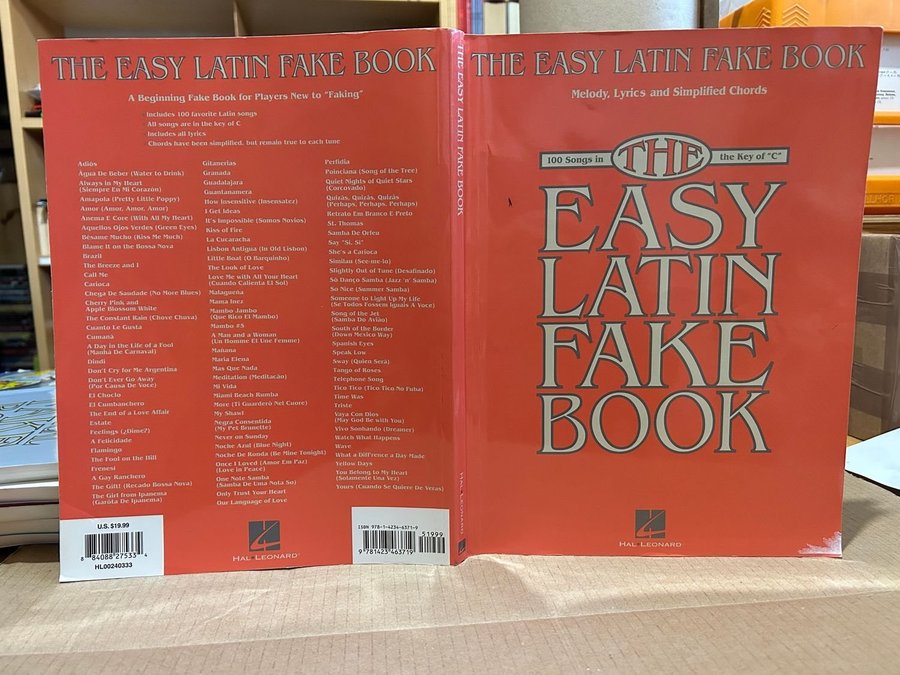 THE EASY LATIN FAKE BOOK
A Beginning Fake Book for Players New to "Faking"
Includes 100 favorite Latin songs
All songs are in the key of C
Includes all lyrics
Chords have been simplified, but remain true to each tune
Adiós
Água De Beber (Water to Drink)
Always in My Heart
(Siempre En Mi Corazón)
Amapola (Pretty Little Poppy)
Amor (Amor, Amor, Amor)
Anema E Core (With All My Heart)
Aquellos Ojos Verdes (Green Eyes)
Bésame Mucho (Kiss Me Much)
Blame It on the Bossa Nova
Brazil
The Breeze and I
Call Me
Carioca
Chega De Saudade (No More Blues)
Cherry Pink and
Apple Blossom White
The Constant Rain (Chove Chuva)
Cuanto Le Gusta
Cumaná
A Day in the Life of a Fool
(Manhã De Carnaval)
Dindi
Don't Cry for Me Argentina
Don't Ever Go Away
(Por Causa De Voce)
El Choclo
El Cumbanchero
The End of a Love Affair
Estate
Feelings (¿Dime?)
A Felicidade
Flamingo
The Fool on the Hill
Frenesí
A Gay Ranchero
The Gift! (Recado Bossa Nova)
The Girl from Ipanema
(Garôta De Ipanema)
Gitanerias
Granada
Guadalajara
Guantanamera
How Insensitive (Insensatez)
I Get Ideas
It's Impossible (Somos Novios)
Kiss of Fire
La Cucaracha
Lisbon Antigua (In Old Lisbon)
Little Boat (O Barquinho)
The Look of Love
Love Me with All Your Heart
(Cuando Calienta El Sol)
Malagueña
Mama Inez
Mambo Jambo
(Que Rico El Mambo)
Mambo #5
A Man and a Woman
(Un Homme Et Une Femme)
Mañana
Maria Elena
Mas Que Nada
Meditation (Meditacáo)
Mi Vida
Miami Beach Rumba
More (Ti Guarderò Nel Cuore)
My Shawl
Negra Consentida
(My Pet Brunette)
Never on Sunday
Noche Azul (Blue Night)
Noche De Ronda (Be Mine Tonight)
Once I Loved (Amor Em Paz)
(Love in Peace)
One Note Samba
(Samba De Uma Nota So)
Only Trust Your Heart
Our Language of Love
Perfidia
Poinciana (Song of the Tree)
Quiet Nights of Quiet Stars
(Corcovado)
Quizás, Quizás, Quizás
(Perhaps, Perhaps, Perhaps)
Retrato Em Branco E Preto
St. Thomas
Samba De Orfeu
Say "Si, Si"
She's a Carioca
Similau (See-me-lo)
Slightly Out of Tune (Desafinado)
Só Danço Samba (Jazz 'n' Samba)
So Nice (Summer Samba)
Someone to Light Up My Life
(Se Todos Fossem Iguais A Voce)
Song of the Jet
(Samba Do Avião)
South of the Border
(Down Mexico Way)
Spanish Eyes
Speak Low
Sway (Quien Será)
Tango of Roses
Telephone Song
Tico Tico (Tico Tico No Fuba)
Time Was
Triste
Vaya Con Dios
(May God Be with You)
Vivo Sonhando (Dreamer)
Watch What Happens
Wave
What a Diff'rence a Day Made
Yellow Days
You Belong to My Heart
(Solamente Una Vez)
Yours (Cuando Se Quiere De Veras)
U.S. $19.99
8 84088 27533 4
HL00240333
HAL•LEONARD®
ISBN 978-1-4234-6371-9
51999
9 781423 463719
THE EASY LATIN FAKE BOOK
HAL LEONARD
THE EASY LATIN FAKE BOOK
Melody, Lyrics and Simplified Chords
100 Songs in THE the Key of "C"
EASY
LATIN
FAKE
BOOK
HAL•LEONARD®